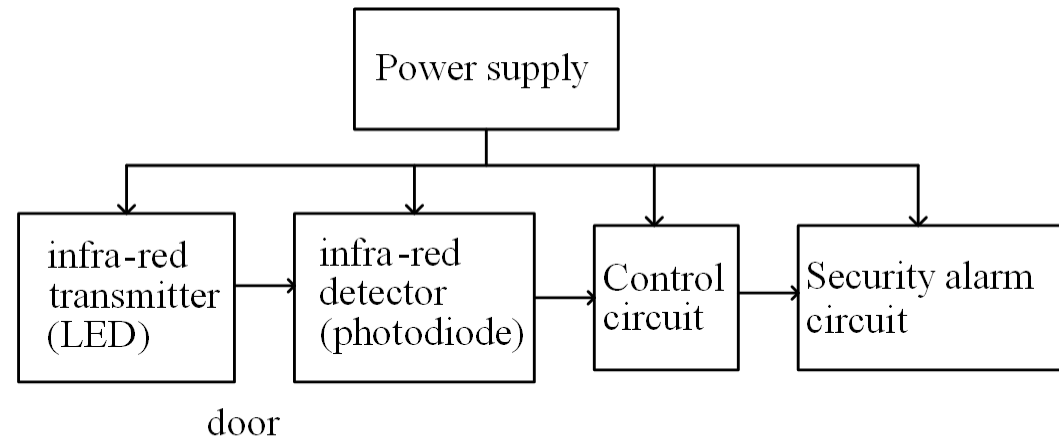 Power supply
infra-red
transmitter
(LED)
infra-red
detector
(photodiode)
Control
circuit
Security alarm
circuit
door